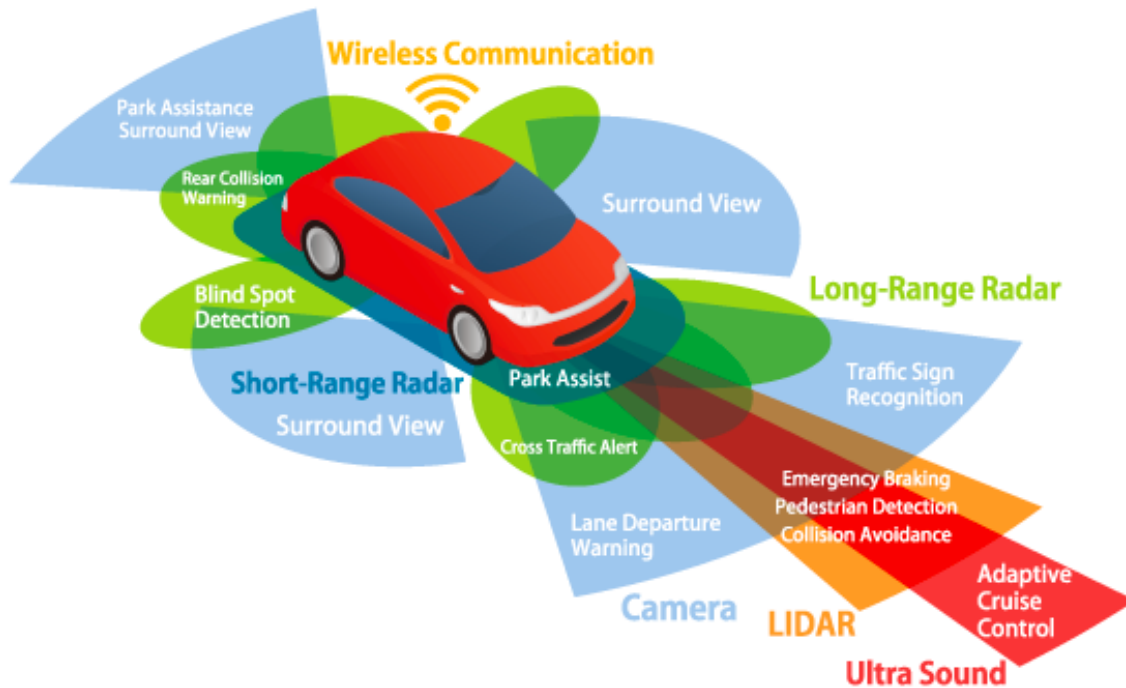 Wireless Communication
Park Assistance
Surround View
Rear Collision
Warning
Surround View
Blind Spot
Detection
Long-Range Radar
Short-Range Radar
Park Assist
Traffic Sign
Recognition
Surround View
Cross Traffic Alert
Emergency Braking
Pedestrian Detection
Collision Avoidance
Lane Departure
Warning
Adaptive
Cruise
Control
Camera
LIDAR
Ultra Sound